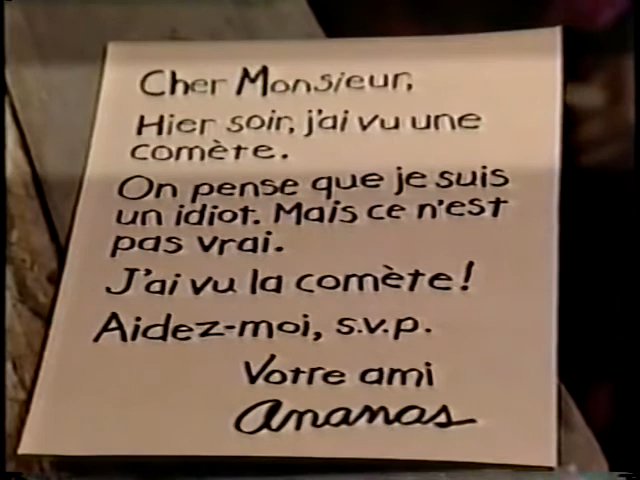 Cher Monsieur,
Hier soir, j'ai vu une
comète.
On pense que je suis
un idiot. Mais ce n'est
pas vrai.
J'ai vu la comète!
Aidez-moi, s.v.p.
Votre ami
Ananas